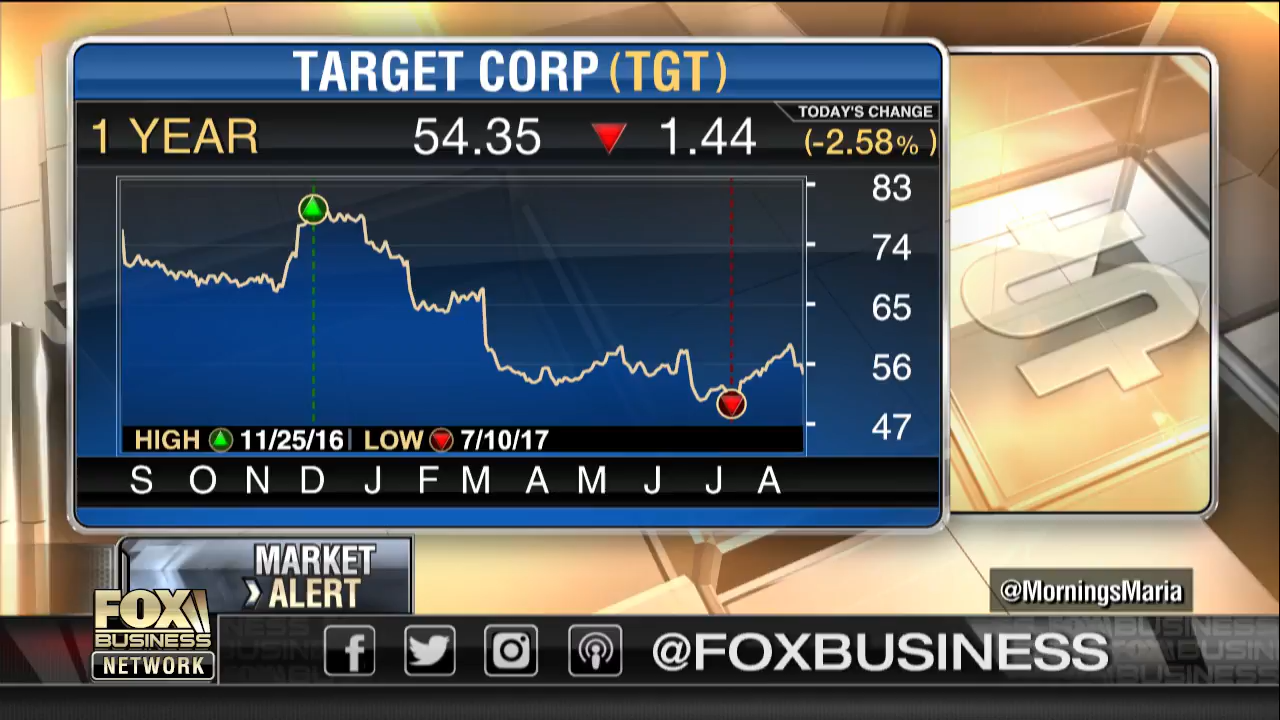 TARGET CORP (TGT)
TODAY'S CHANGE
1 YEAR 54.35 1.44 (-2.58%)
83
74
65
56
47
HIGH 11/25/16 | LOW 7/10/17
S O N D J F M A M J J A
MARKET
ALERT
@MorningsMaria
FOX
BUSINESS
NETWORK
@FOXBUSINESS